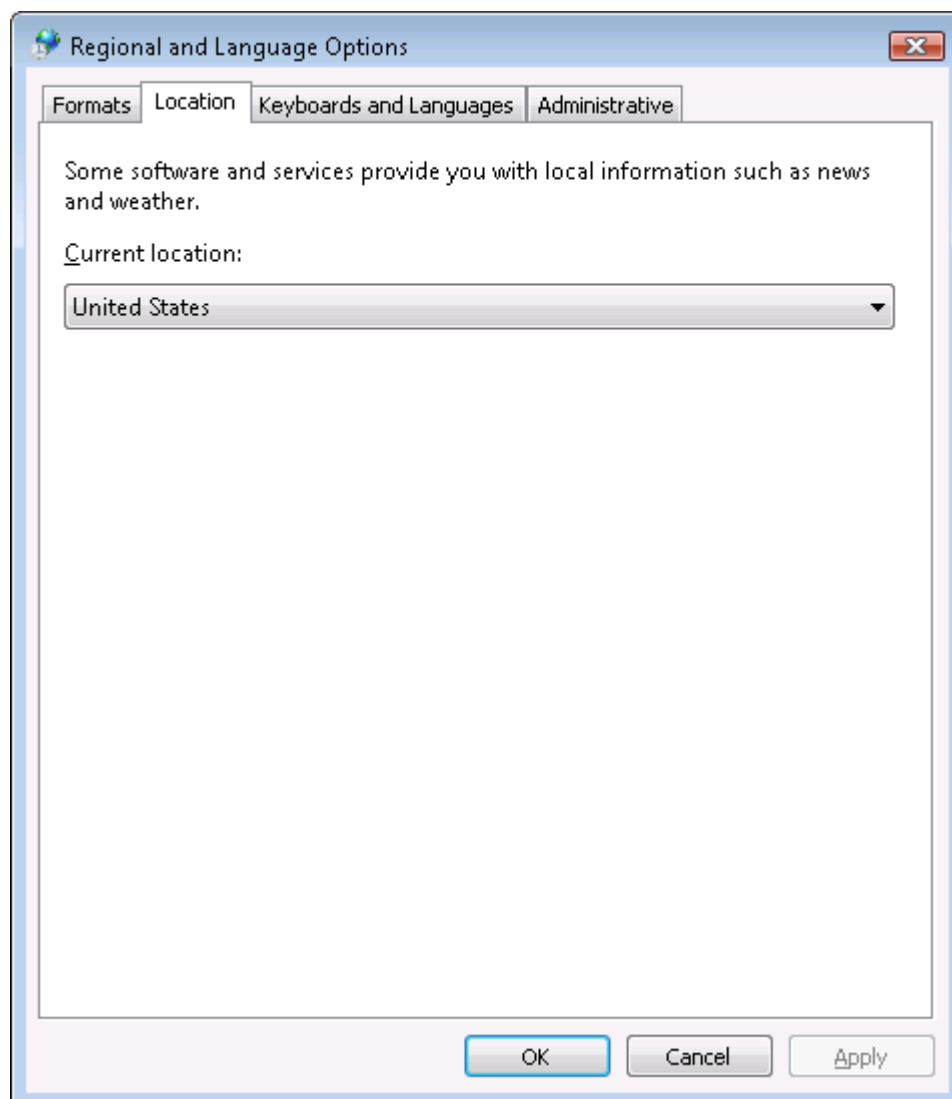 Regional and Language Options
Formats Location Keyboards and Languages Administrative
Some software and services provide you with local information such as news
and weather.
Current location:
United States
OK Cancel Apply